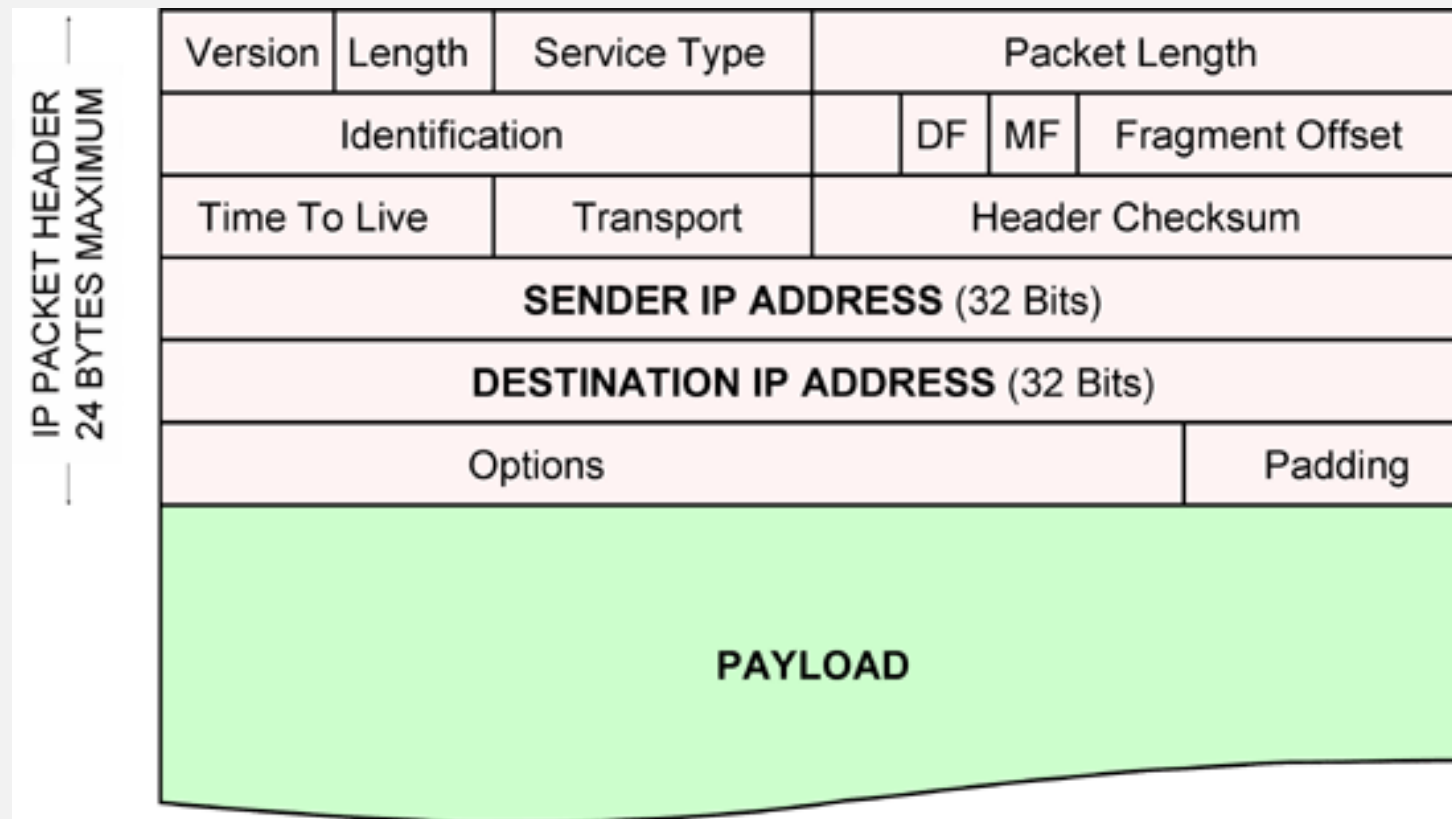 IP PACKET HEADER
24 BYTES MAXIMUM
Version Length Service Type Packet Length
Identification DF MF Fragment Offset
Time To Live Transport Header Checksum
SENDER IP ADDRESS (32 Bits)
DESTINATION IP ADDRESS (32 Bits)
Options Padding
PAYLOAD